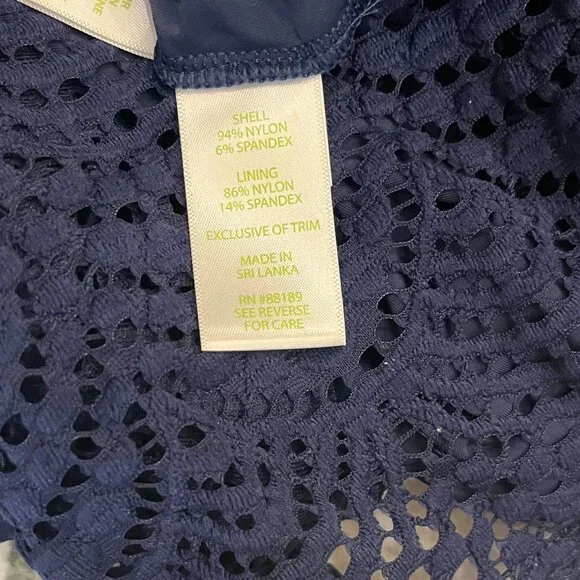 SHELL
94% NYLON
6% SPANDEX
LINING
86% NYLON
14% SPANDEX
EXCLUSIVE OF TRIM
MADE IN
SRI LANKA
RN #88189
SEE REVERSE
FOR CARE